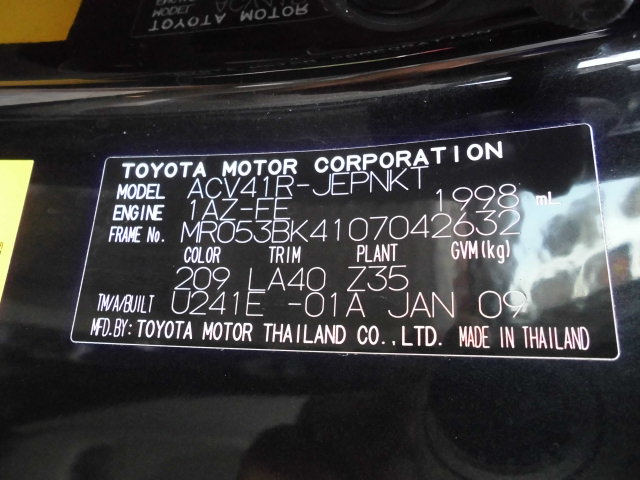 TOYOTA MOTOR CORPORATION
MODEL ACV41R-JEPNKT
ENGINE 1AZ-FE 1998 mL
FRAME No. MR053BK4107042632
COLOR TRIM PLANT GVM(kg)
209 LA40 Z35
TM/A/BUILT U241E -01A JAN 09
MFD.BY: TOYOTA MOTOR THAILAND CO.,LTD. MADE IN THAILAND